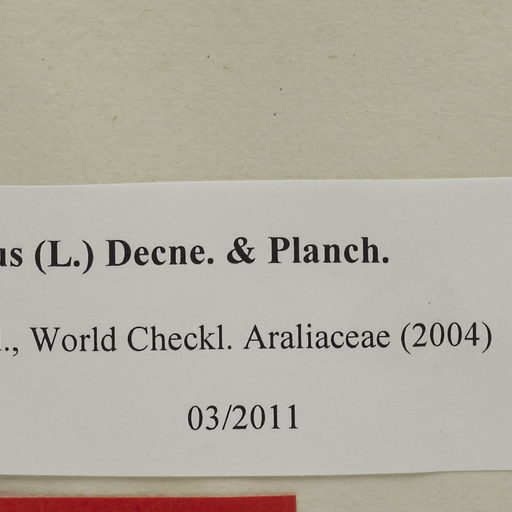 us (L.) Decne. & Planch.
., World Checkl. Araliaceae (2004)
03/2011